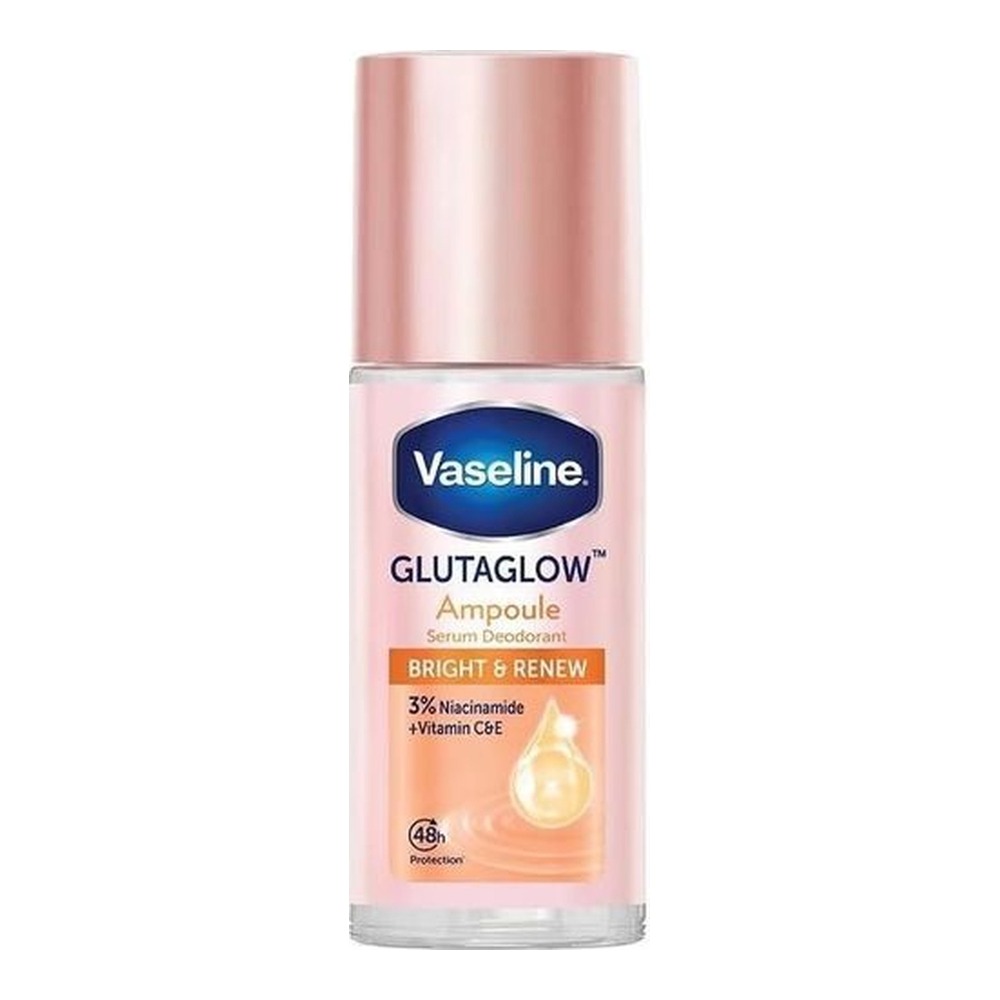 Vaseline.
GLUTAGLOW™
Ampoule
Serum Deodorant
BRIGHT & RENEW
3% Niacinamide
+Vitamin C&E
48h
Protection